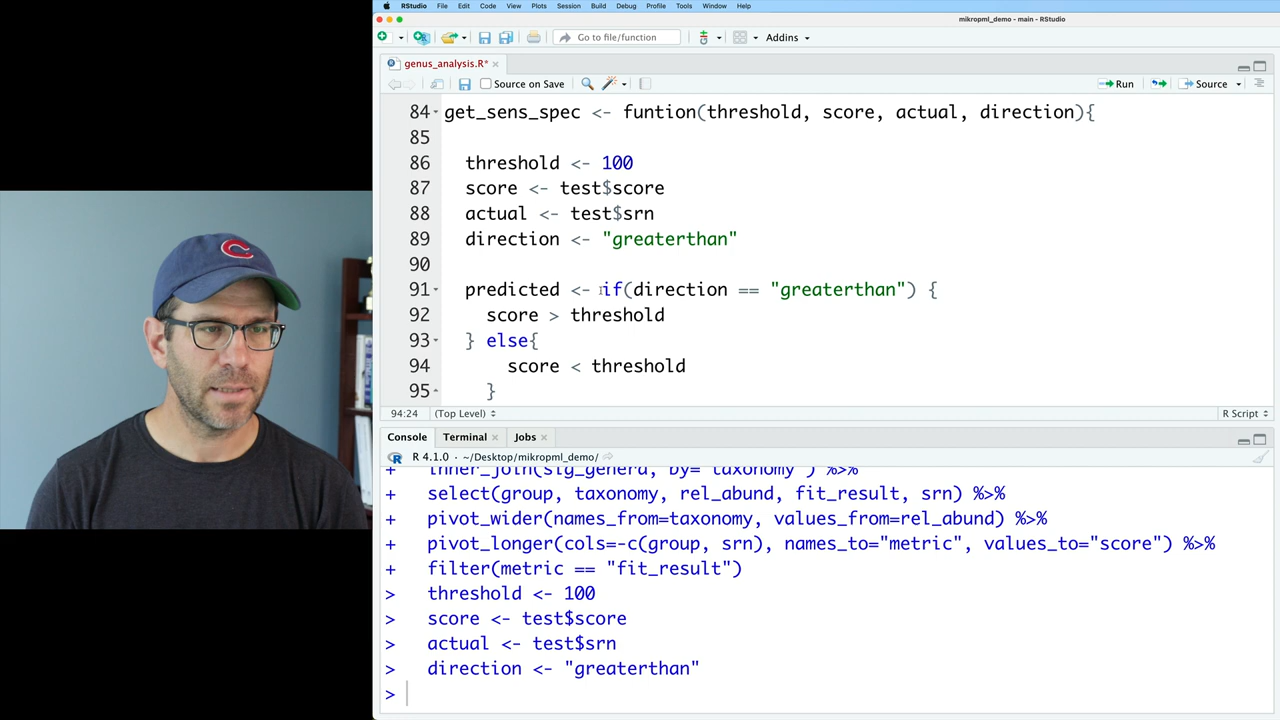 RStudio File Edit Code View Plots Session Build Debug Profile Tools Window Help
mikropml_demo - main - RStudio
Go to file/function Addins
genus_analysis.R*
Source on Save Run Source
84 get_sens_spec <- funtion(threshold, score, actual, direction){
85
86 threshold <- 100
87 score <- test$score
88 actual <- test$srn
89 direction <- "greaterthan"
90
91 predicted <- if(direction == "greaterthan") {
92 score > threshold
93 } else{
94 score < threshold
95 }
94:24 (Top Level) R Script
Console Terminal Jobs
R 4.1.0 · ~/Desktop/mikropml_demo/
+ inner_join(sig_genera, by="taxonomy") %>%
+ select(group, taxonomy, rel_abund, fit_result, srn) %>%
+ pivot_wider(names_from=taxonomy, values_from=rel_abund) %>%
+ pivot_longer(cols=-c(group, srn), names_to="metric", values_to="score") %>%
+ filter(metric == "fit_result")
> threshold <- 100
> score <- test$score
> actual <- test$srn
> direction <- "greaterthan"
>